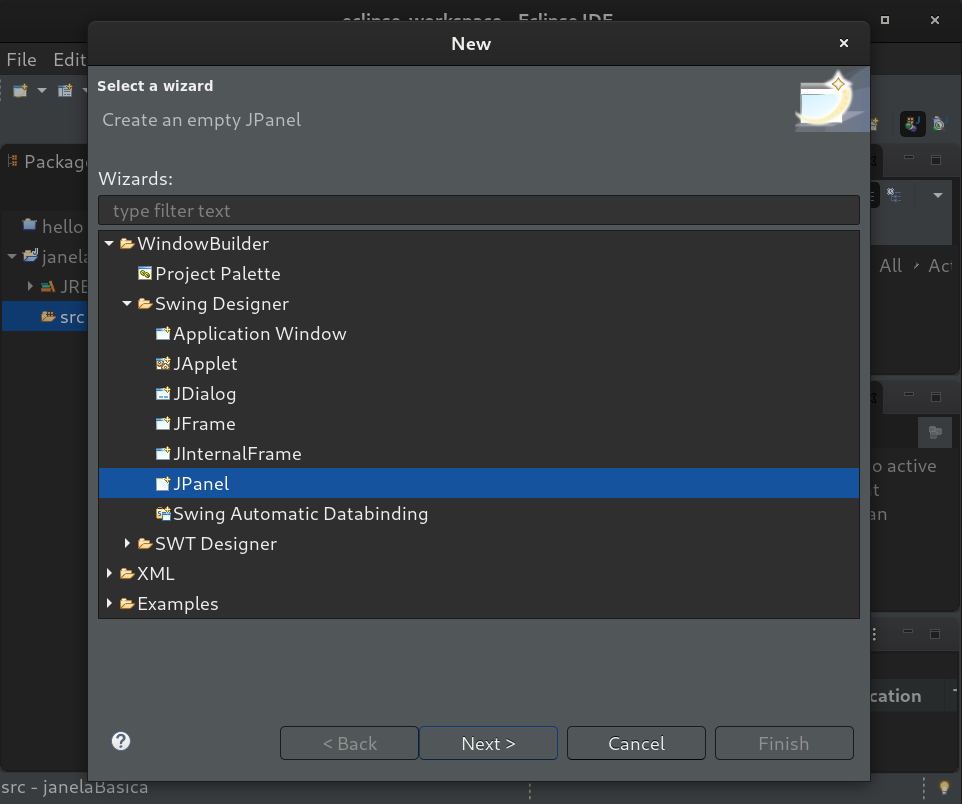 eclipse-workspace - Eclipse IDE
New
File Edit
Select a wizard
Create an empty JPanel
Package
Wizards:
type filter text
hello
janela
JRE
src
WindowBuilder
Project Palette
Swing Designer
Application Window
JApplet
JDialog
JFrame
JInternalFrame
JPanel
Swing Automatic Databinding
SWT Designer
XML
Examples
All
Act
o active
t
an
cation
? < Back Next > Cancel Finish
src - janelaBasica